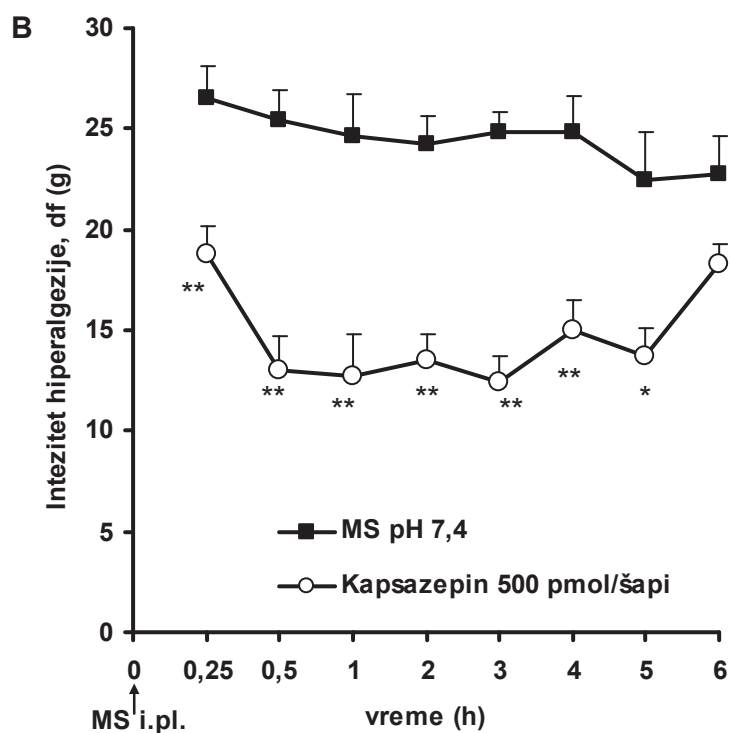 B
Intezitet hiperalgezije, df (g)
30
25
20
15
10
5
0
**
**
**
**
**
**
*
MS pH 7,4
Kapsazepin 500 pmol/šapi
0 0,25 0,5 1 2 3 4 5 6
MS i.pl.
vreme (h)